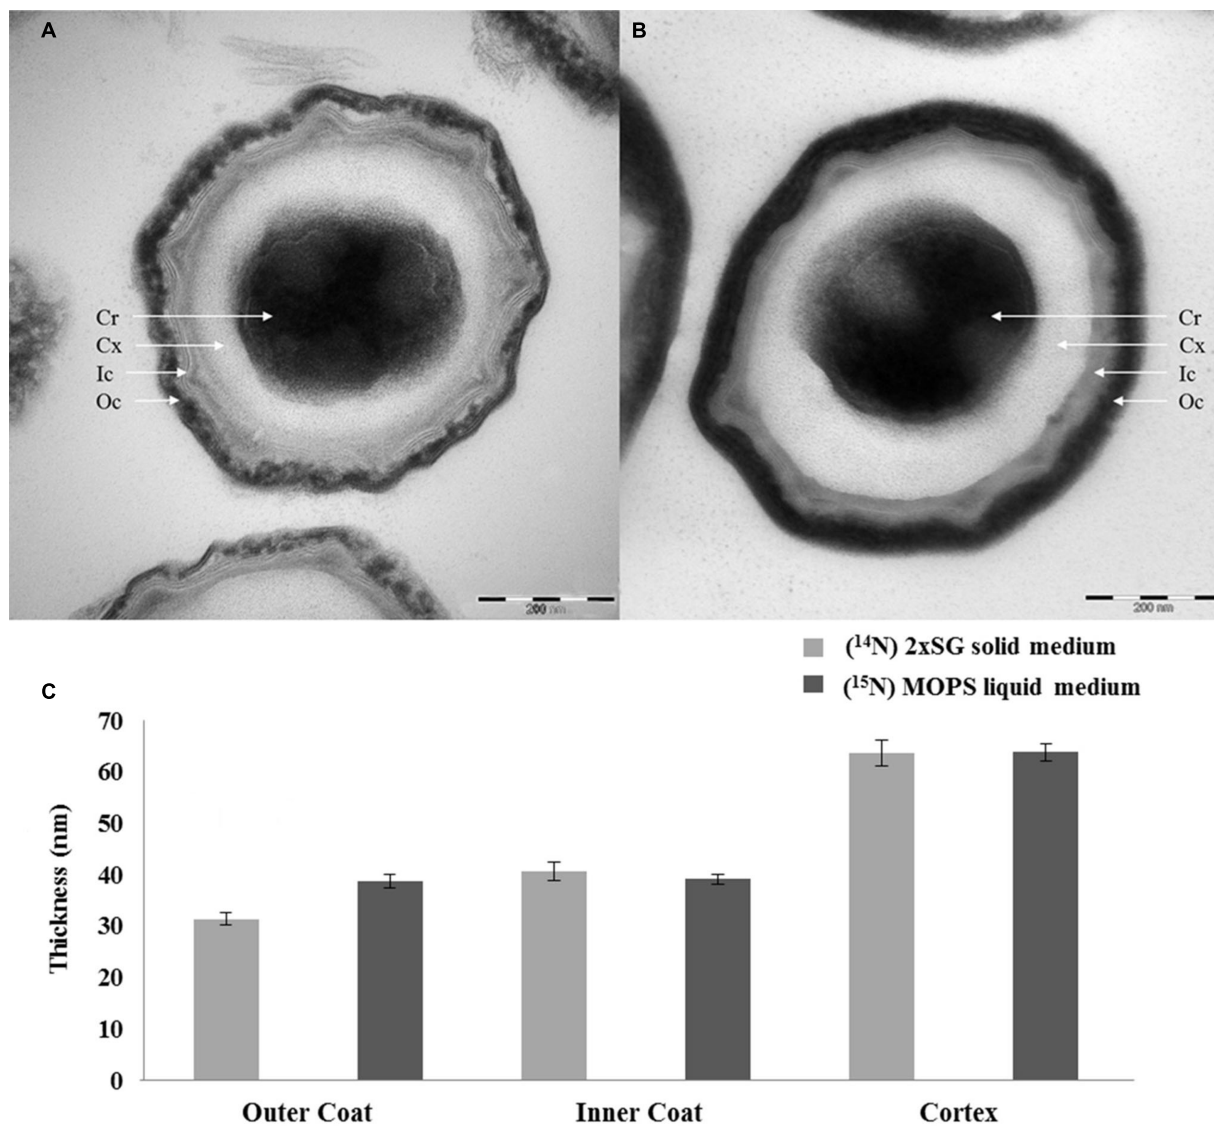 A
B
Cr
Cx
Ic
Oc
Cr
Cx
Ic
Oc
200 nm
200 nm
(¹⁴N) 2xSG solid medium
(¹⁵N) MOPS liquid medium
C
Thickness (nm)
70
60
50
40
30
20
10
0
Outer Coat Inner Coat Cortex